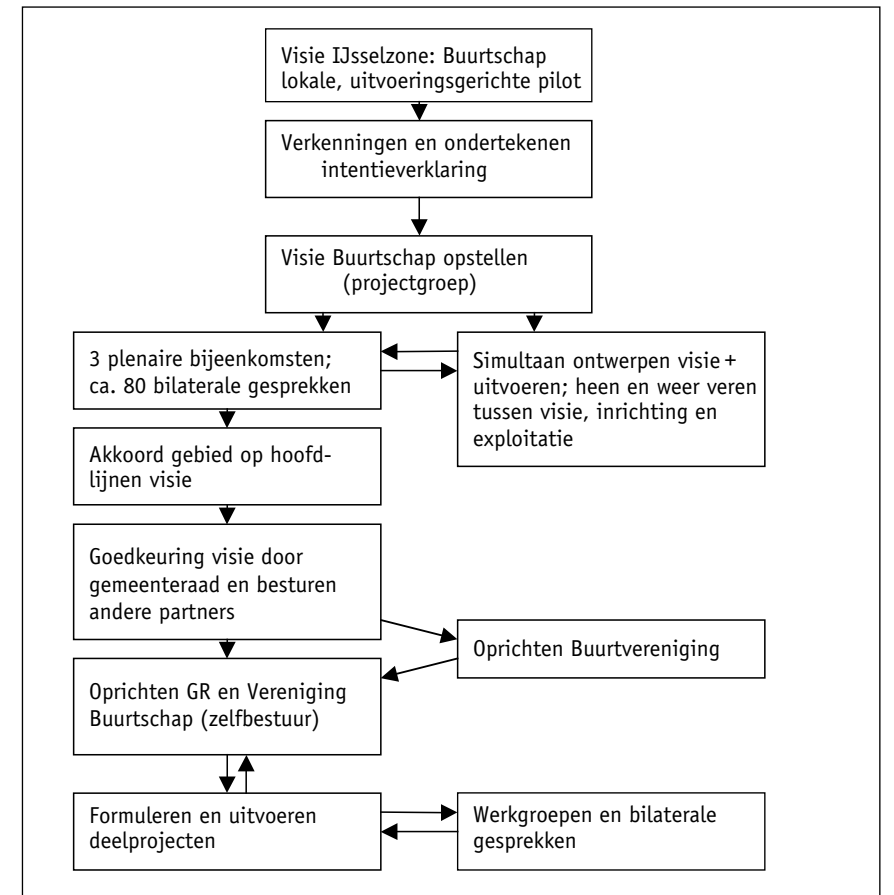 Visie IJsselzone: Buurtschap
lokale, uitvoeringsgerichte pilot
Verkenningen en ondertekenen
intentieverklaring
Visie Buurtschap opstellen
(projectgroep)
3 plenaire bijeenkomsten;
ca. 80 bilaterale gesprekken
Simultaan ontwerpen visie +
uitvoeren; heen en weer veren
tussen visie, inrichting en
exploitatie
Akkoord gebied op hoofd-
lijnen visie
Goedkeuring visie door
gemeenteraad en besturen
andere partners
Oprichten Buurtvereniging
Oprichten GR en Vereniging
Buurtschap (zelfbestuur)
Formuleren en uitvoeren
deelprojecten
Werkgroepen en bilaterale
gesprekken